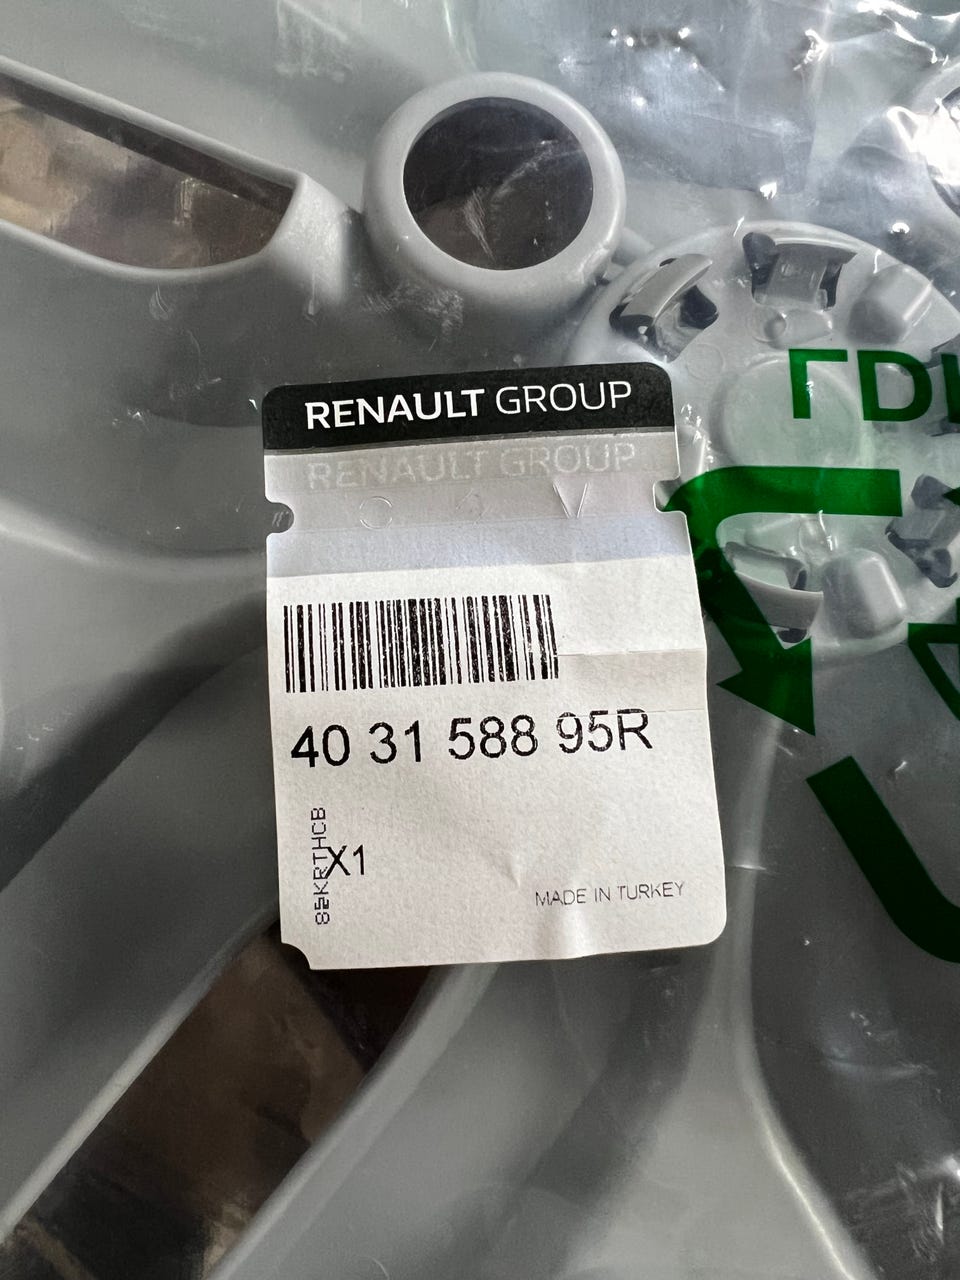 RENAULT GROUP
RENAULT GROUP
40 31 588 95R
X1
MADE IN TURKEY